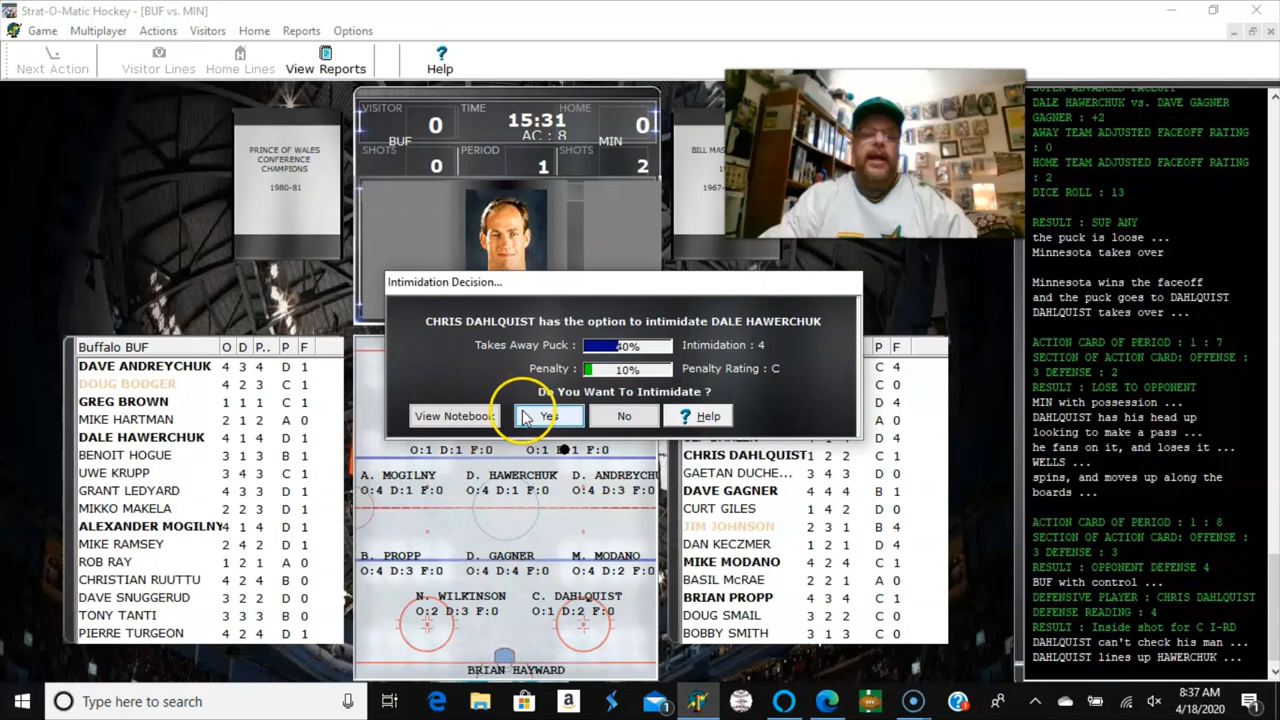 Strat-O-Matic Hockey - [BUF vs. MIN]
Game Multiplayer Actions Visitors Home Reports Options
Next Action Visitor Lines Home Lines View Reports Help
PRINCE OF WALES
CONFERENCE
CHAMPIONS
1980-81
VISITOR TIME HOME
0 15:31 0
BUF AC : 8 MIN
SHOTS PERIOD SHOTS
0 1 2
BILL MAS
1967-
Intimidation Decision...
CHRIS DAHLQUIST has the option to intimidate DALE HAWERCHUK
Takes Away Puck : 40% Intimidation : 4
Penalty : 10% Penalty Rating : C
Do You Want To Intimidate ?
View Notebook Yes No Help
Buffalo BUF O D P.. P F
DAVE ANDREYCHUK 4 3 4 D 1
DOUG BODGER 4 2 3 C 1
GREG BROWN 1 1 1 C 1
MIKE HARTMAN 2 1 2 A 0
DALE HAWERCHUK 4 1 4 D 1
BENOIT HOGUE 3 1 3 B 1
UWE KRUPP 3 4 3 C 1
GRANT LEDYARD 4 3 3 D 1
MIKKO MAKELA 2 2 3 D 0
ALEXANDER MOGILNY 4 1 4 D 1
MIKE RAMSEY 2 4 2 D 1
ROB RAY 1 2 1 A 0
CHRISTIAN RUUTTU 4 2 4 B 0
DAVE SNUGGERUD 2 4 2 D 0
TONY TANTI 3 3 3 B 0
PIERRE TURGEON 4 2 4 D 0
O:1 D:1 F:0 O:1 1 F:0
A. MOGILNY D. HAWERCHUK D. ANDREYCHU
O:4 D:1 F:0 O:4 D:1 F:0 O:4 D:3 F:0
B. PROPP D. GAGNER M. MODANO
O:4 D:3 F:0 O:4 D:4 F:0 O:4 D:2 F:0
N. WILKINSON C. DAHLQUIST
O:2 D:3 F:0 O:1 D:2 F:0
BRIAN HAYWARD
P F
C 4
C 0
D 4
D 4
CHRIS DAHLQUIST 1 2 2 C 1
GAETAN DUCHE... 3 4 3 D 0
DAVE GAGNER 4 4 4 B 1
CURT GILES 1 4 2 D 0
JIM JOHNSON 2 3 1 B 4
DAN KECZMER 1 2 1 D 4
MIKE MODANO 4 2 4 C 1
BASIL McRAE 2 2 1 A 0
BRIAN PROPP 4 3 4 C 1
DOUG SMAIL 3 2 2 C 0
BOBBY SMITH 3 1 3 C 0
SUPER ADVANCED FACEOFF
DALE HAWERCHUK vs. DAVE GAGNER
GAGNER : +2
AWAY TEAM ADJUSTED FACEOFF RATING
: 0
HOME TEAM ADJUSTED FACEOFF RATING
: 2
DICE ROLL : 13
RESULT : SUP ANY
the puck is loose ...
Minnesota takes over
Minnesota wins the faceoff
and the puck goes to DAHLQUIST
DAHLQUIST takes over ...
ACTION CARD OF PERIOD : 1 : 7
SECTION OF ACTION CARD : OFFENSE :
3 DEFENSE : 2
RESULT : LOSE TO OPPONENT
MIN with possession ...
DAHLQUIST has his head up
looking to make a pass ...
he fans on it, and loses it ...
WELLS ...
spins, and moves up along the
boards ...
ACTION CARD OF PERIOD : 1 : 8
SECTION OF ACTION CARD : OFFENSE :
3 DEFENSE : 3
RESULT : OPPONENT DEFENSE 4
BUF with control ...
DEFENSIVE PLAYER : CHRIS DAHLQUIST
DEFENSE READING : 4
RESULT : Inside shot for C I-RD
DAHLQUIST can't check his man ...
DAHLQUIST lines up HAWERCHUK ...
Type here to search
1
8:37 AM
4/18/2020
1